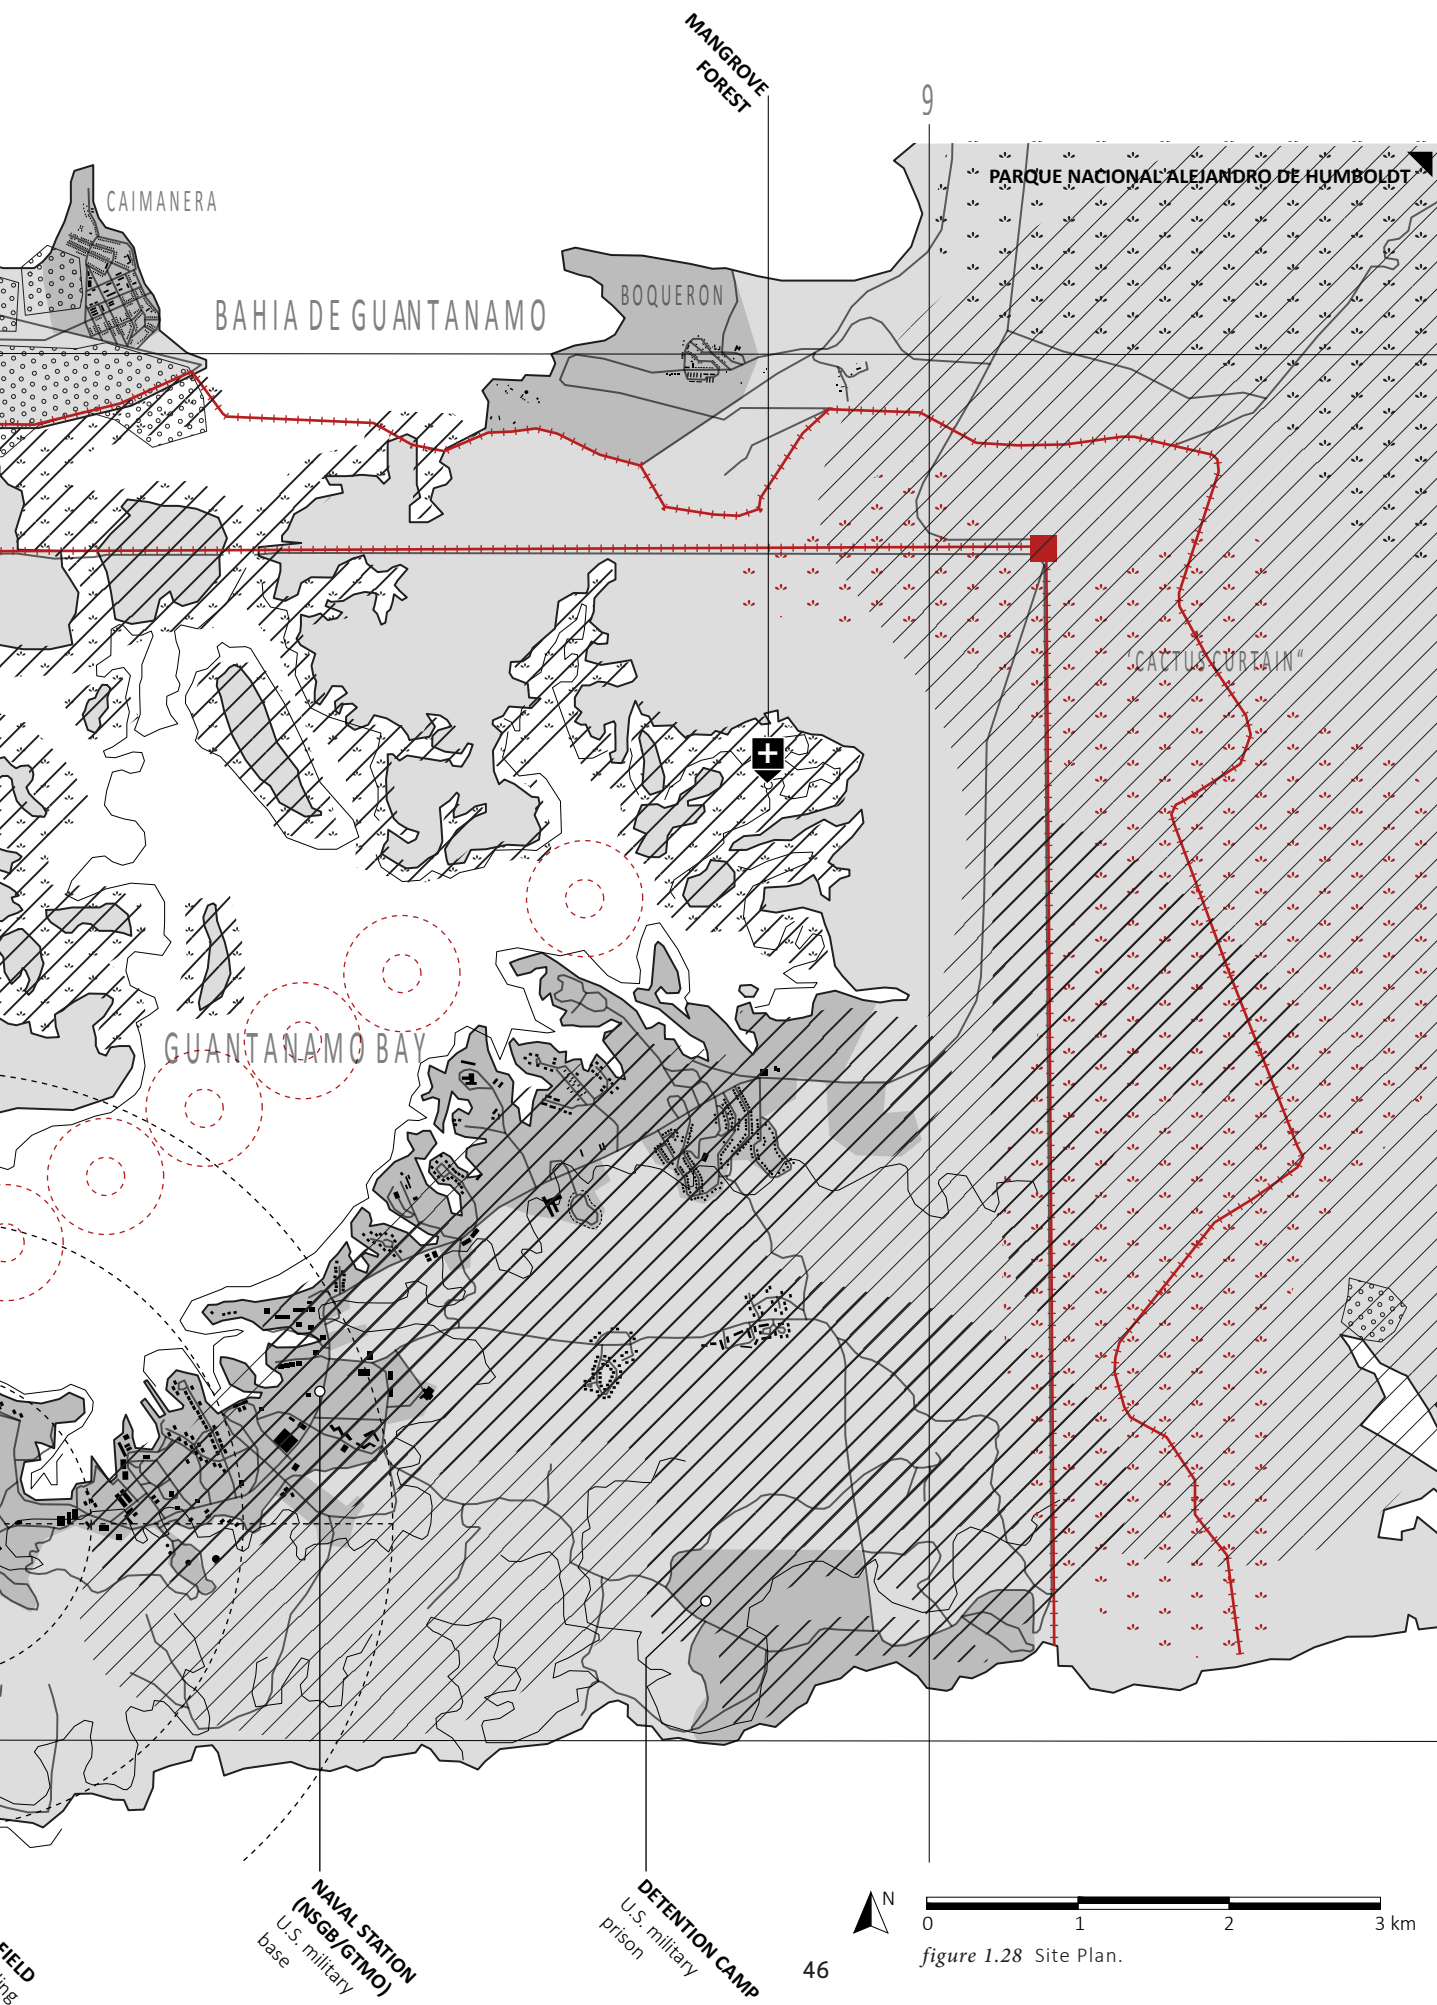 MANGROVE
FOREST
9
PARQUE NACIONAL ALEJANDRO DE HUMBOLDT
CAIMANERA
BAHIA DE GUANTANAMO
BOQUERON
"CACTUS CURTAIN"
GUANTANAMO BAY
FIELD
NAVAL STATION
(NSGB/GTMO)
U.S. military
base
DETENTION CAMP
U.S. military
prison
N
0 1 2 3 km
figure 1.28 Site Plan.
46